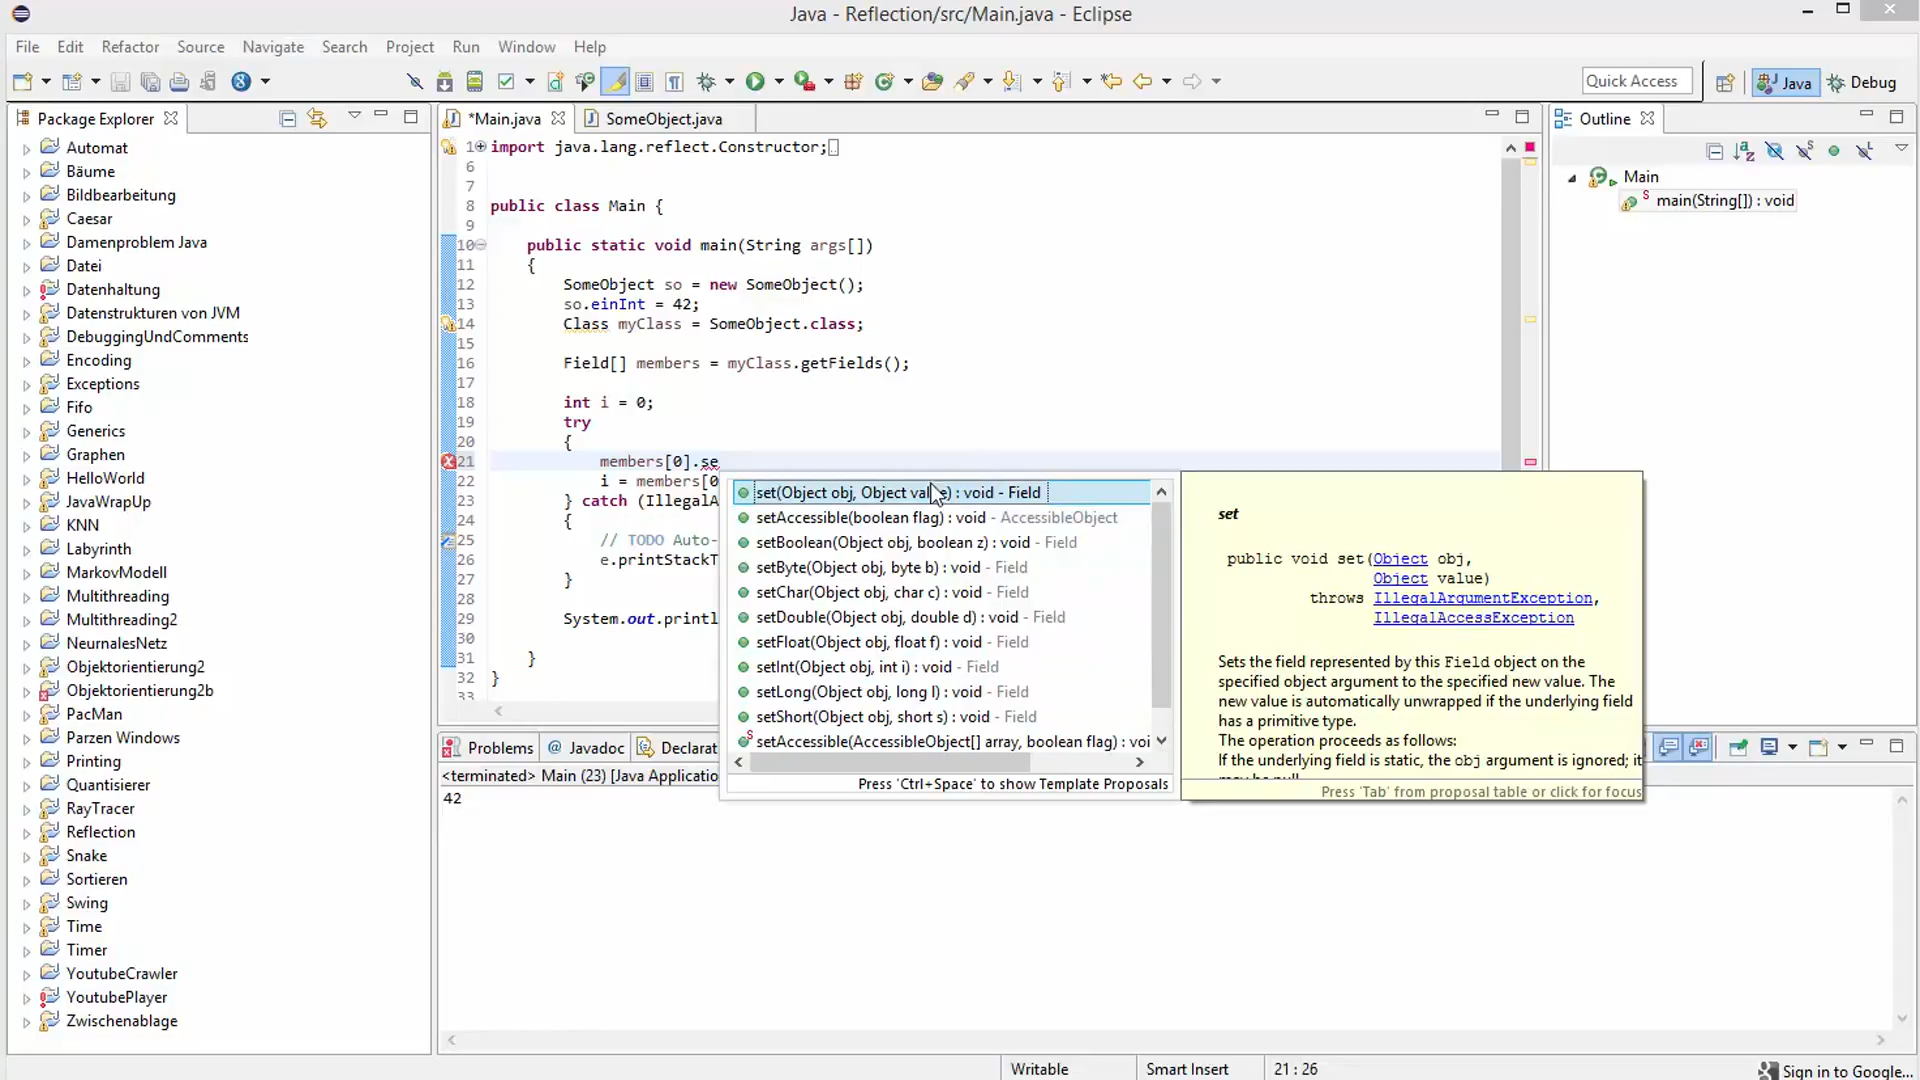 Java - Reflection/src/Main.java - Eclipse
File Edit Refactor Source Navigate Search Project Run Window Help
Quick Access Java Debug
Package Explorer
Automat
Bäume
Bildbearbeitung
Caesar
Damenproblem Java
Datei
Datenhaltung
Datenstrukturen von JVM
DebuggingUndComments
Encoding
Exceptions
Fifo
Generics
Graphen
HelloWorld
JavaWrapUp
KNN
Labyrinth
MarkovModell
Multithreading
Multithreading2
NeurnalesNetz
Objektorientierung2
Objektorientierung2b
PacMan
Parzen Windows
Printing
Quantisierer
RayTracer
Reflection
Snake
Sortieren
Swing
Time
Timer
YoutubeCrawler
YoutubePlayer
Zwischenablage
*Main.java SomeObject.java
1 import java.lang.reflect.Constructor;
6
7
8 public class Main {
9
10 public static void main(String args[])
11 {
12 SomeObject so = new SomeObject();
13 so.einInt = 42;
14 Class myClass = SomeObject.class;
15
16 Field[] members = myClass.getFields();
17
18 int i = 0;
19 try
20 {
21 members[0].se
22 i = members[0
23 } catch (IllegalA
24 {
25 // TODO Auto-
26 e.printStackT
27 }
28
29 System.out.printl
30
31 }
32 }
33
set(Object obj, Object value) : void - Field
setAccessible(boolean flag) : void - AccessibleObject
setBoolean(Object obj, boolean z) : void - Field
setByte(Object obj, byte b) : void - Field
setChar(Object obj, char c) : void - Field
setDouble(Object obj, double d) : void - Field
setFloat(Object obj, float f) : void - Field
setInt(Object obj, int i) : void - Field
setLong(Object obj, long l) : void - Field
setShort(Object obj, short s) : void - Field
setAccessible(AccessibleObject[] array, boolean flag) : voi
Press 'Ctrl+Space' to show Template Proposals
set
public void set(Object obj,
Object value)
throws IllegalArgumentException,
IllegalAccessException
Sets the field represented by this Field object on the
specified object argument to the specified new value. The
new value is automatically unwrapped if the underlying field
has a primitive type.
The operation proceeds as follows:
If the underlying field is static, the obj argument is ignored; it
may be null.
Press 'Tab' from proposal table or click for focus
Outline
Main
main(String[]) : void
Problems @ Javadoc Declarat
<terminated> Main (23) [Java Applicatio
42
Writable Smart Insert 21 : 26 Sign in to Google...